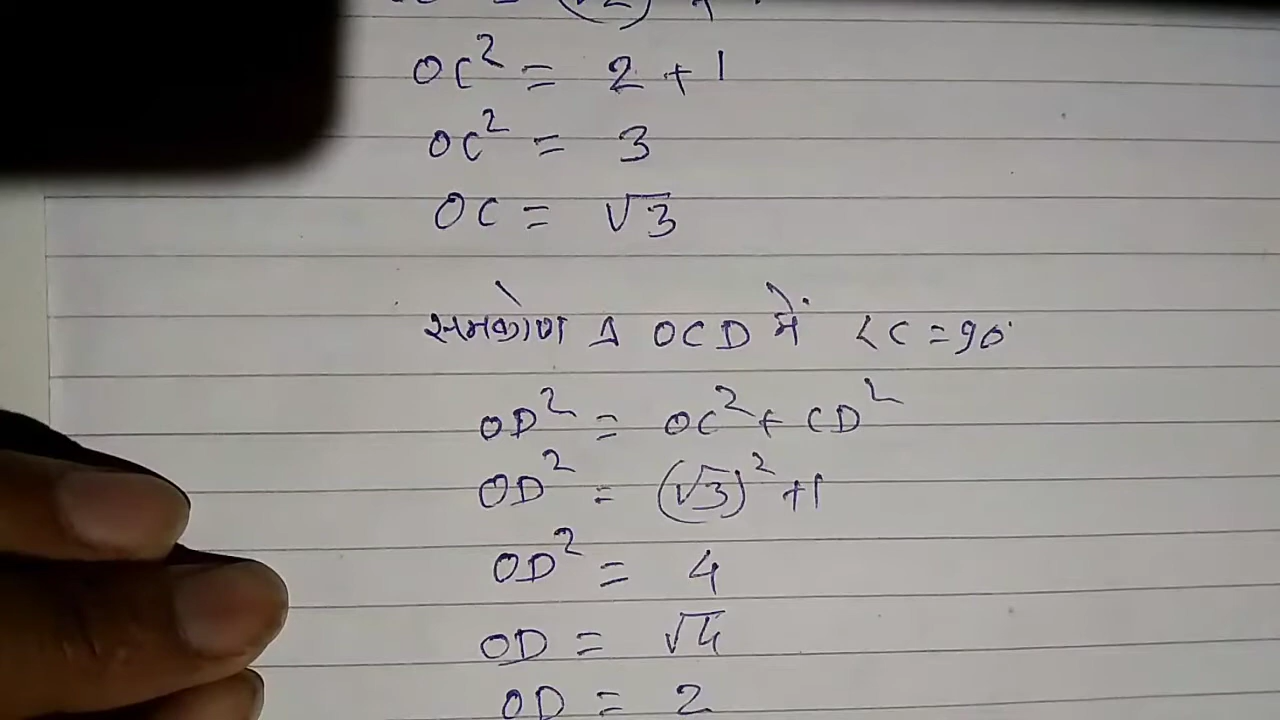 OC² = 2 + 1
OC² = 3
OC = √3
समकोण Δ OCD में ∠C = 90°
OD² = OC² + CD²
OD² = (√3)² + 1
OD² = 4
OD = √4
OD = 2